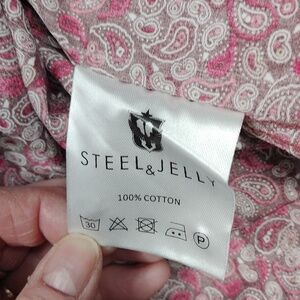 STEEL & JELLY
100% COTTON
30
P